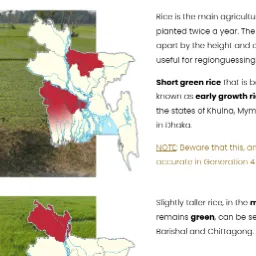 Rice is the main agricultu
planted twice a year. The
apart by the height and c
useful for regionguessing
Short green rice that is b
known as early growth ri
the states of Khulna, Mym
in Dhaka.
NOTE: Beware that this, an
accurate in Generation 4
Slightly taller rice, in the m
remains green, can be se
Barishal and Chittagong.